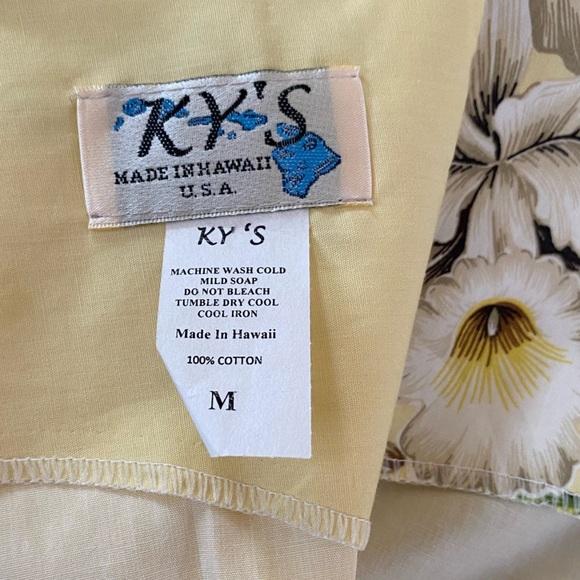 KY'S
MADE IN HAWAII
U.S.A.
KY 'S
MACHINE WASH COLD
MILD SOAP
DO NOT BLEACH
TUMBLE DRY COOL
COOL IRON
Made In Hawaii
100% COTTON
M